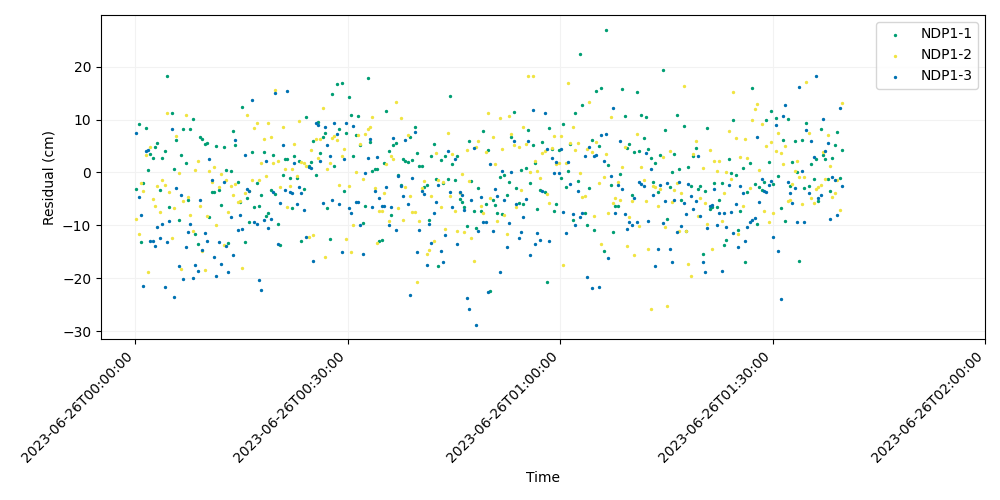 NDP1-1
NDP1-2
NDP1-3
Residual (cm)
20
10
0
−10
−20
−30
2023-06-26T00:00:00
2023-06-26T00:30:00
2023-06-26T01:00:00
2023-06-26T01:30:00
2023-06-26T02:00:00
Time